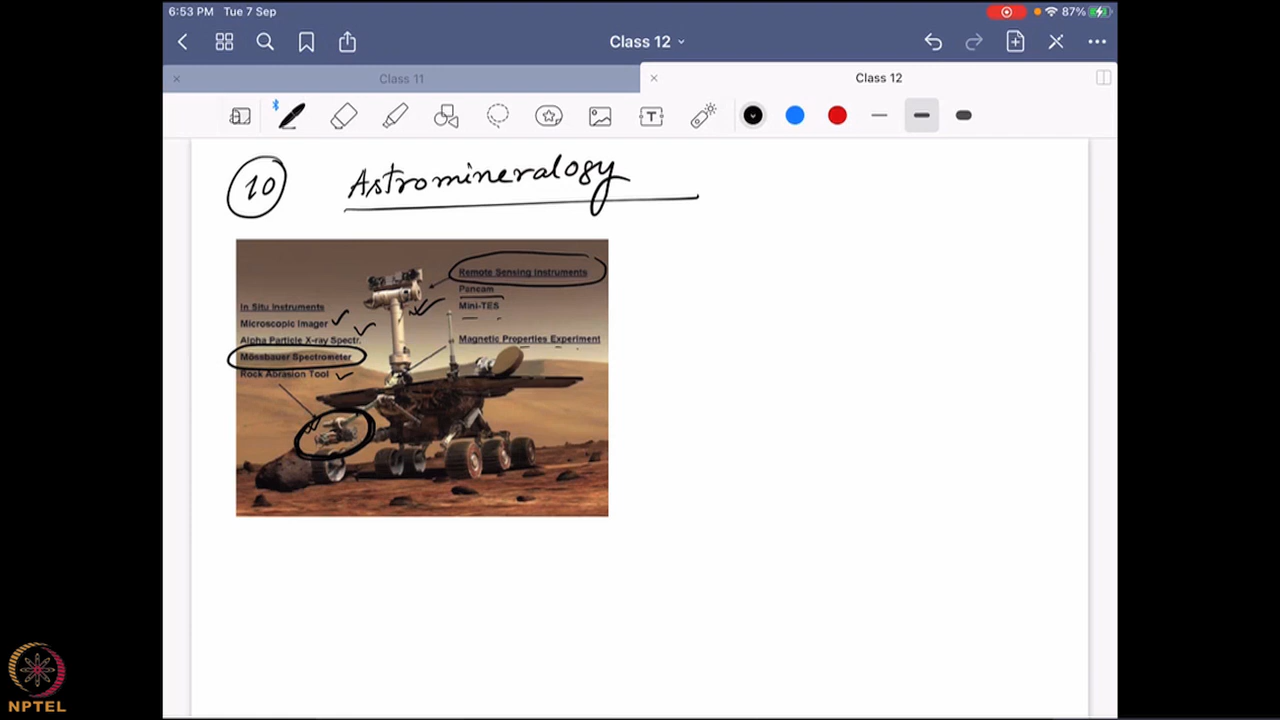 6:53 PM Tue 7 Sep
87%
Class 12
Class 11
Class 12
T
10 Astromineralogy
Remote Sensing Instruments
Pancam
Mini-TES
Magnetic Properties Experiment
In Situ Instruments
Microscopic Imager
Alpha Particle X-ray Spectr.
Mössbauer Spectrometer
Rock Abrasion Tool
NPTEL